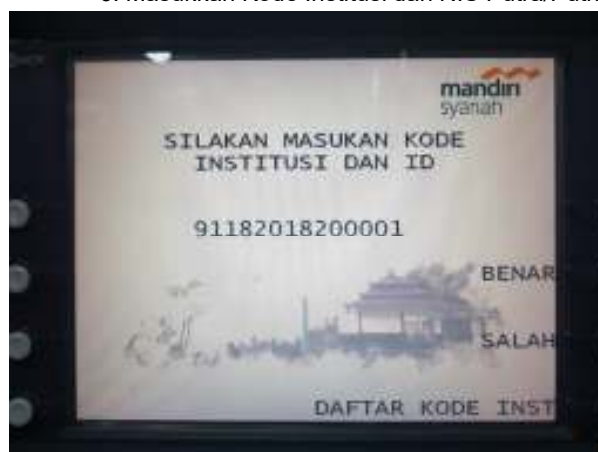 mandiri
syariah
SILAKAN MASUKAN KODE
INSTITUSI DAN ID
91182018200001
BENAR
SALAH
DAFTAR KODE INST